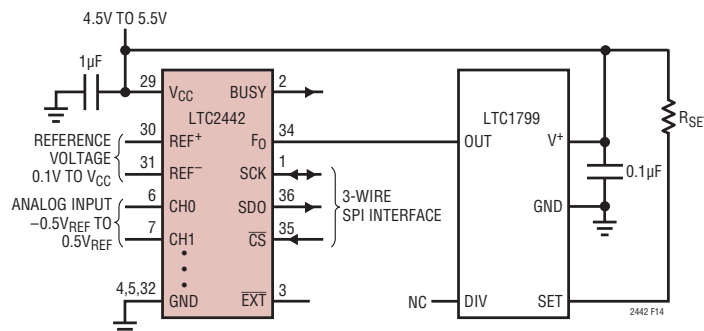 4.5V TO 5.5V
1µF
29 VCC BUSY 2
LTC2442
LTC1799
30 REF+ FO 34
OUT V+
RSET
REFERENCE
VOLTAGE
0.1V TO VCC
31 REF− SCK 1
0.1µF
6 CH0 SDO 36
3-WIRE
SPI INTERFACE
ANALOG INPUT
−0.5VREF TO
0.5VREF
GND
7 CH1 CS 35
4,5,32 GND EXT 3
NC DIV SET
2442 F14